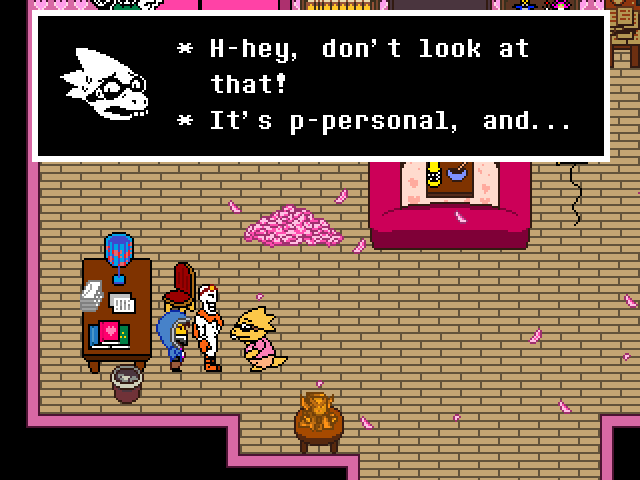 * H-hey, don't look at
that!
* It's p-personal, and...